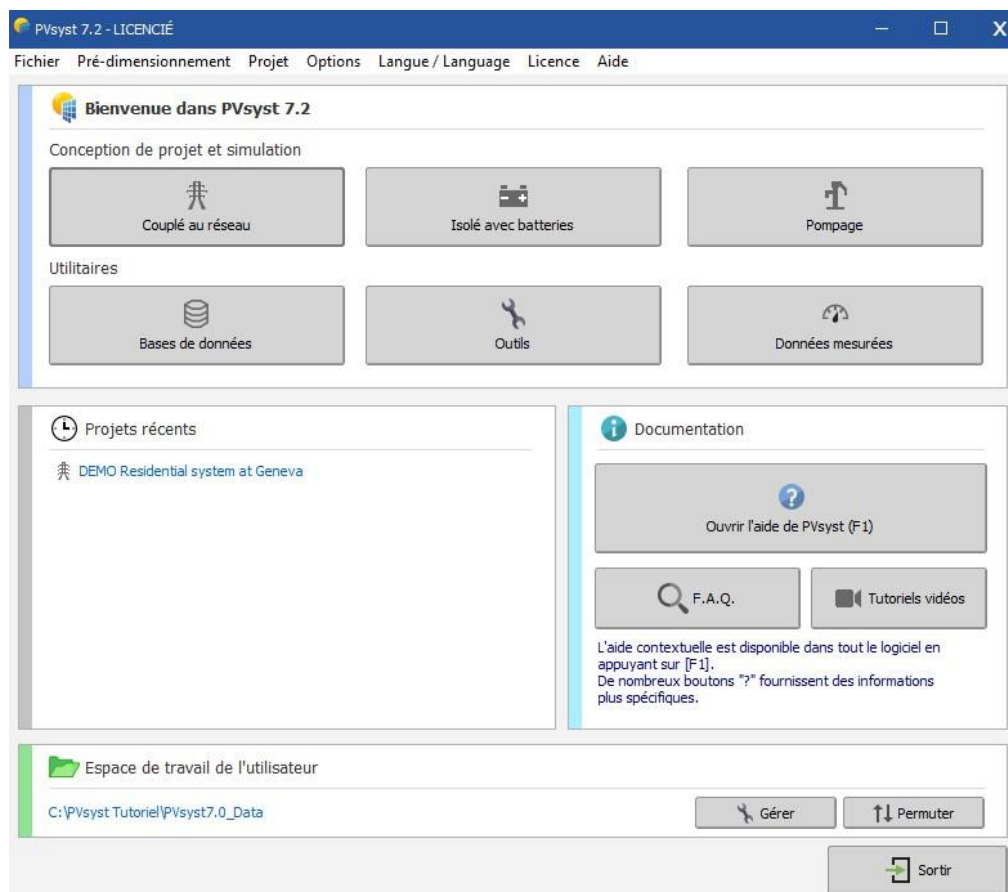 PVsyst 7.2 - LICENCIÉ
Fichier Pré-dimensionnement Projet Options Langue / Language Licence Aide
Bienvenue dans PVsyst 7.2
Conception de projet et simulation
Couplé au réseau
Isolé avec batteries
Pompage
Utilitaires
Bases de données
Outils
Données mesurées
Projets récents
DEMO Residential system at Geneva
Documentation
Ouvrir l'aide de PVsyst (F1)
F.A.Q.
Tutoriels vidéos
L'aide contextuelle est disponible dans tout le logiciel en
appuyant sur [F1].
De nombreux boutons "?" fournissent des informations
plus spécifiques.
Espace de travail de l'utilisateur
C:\PVsyst Tutoriel\PVsyst7.0_Data
Gérer
Permuter
Sortir